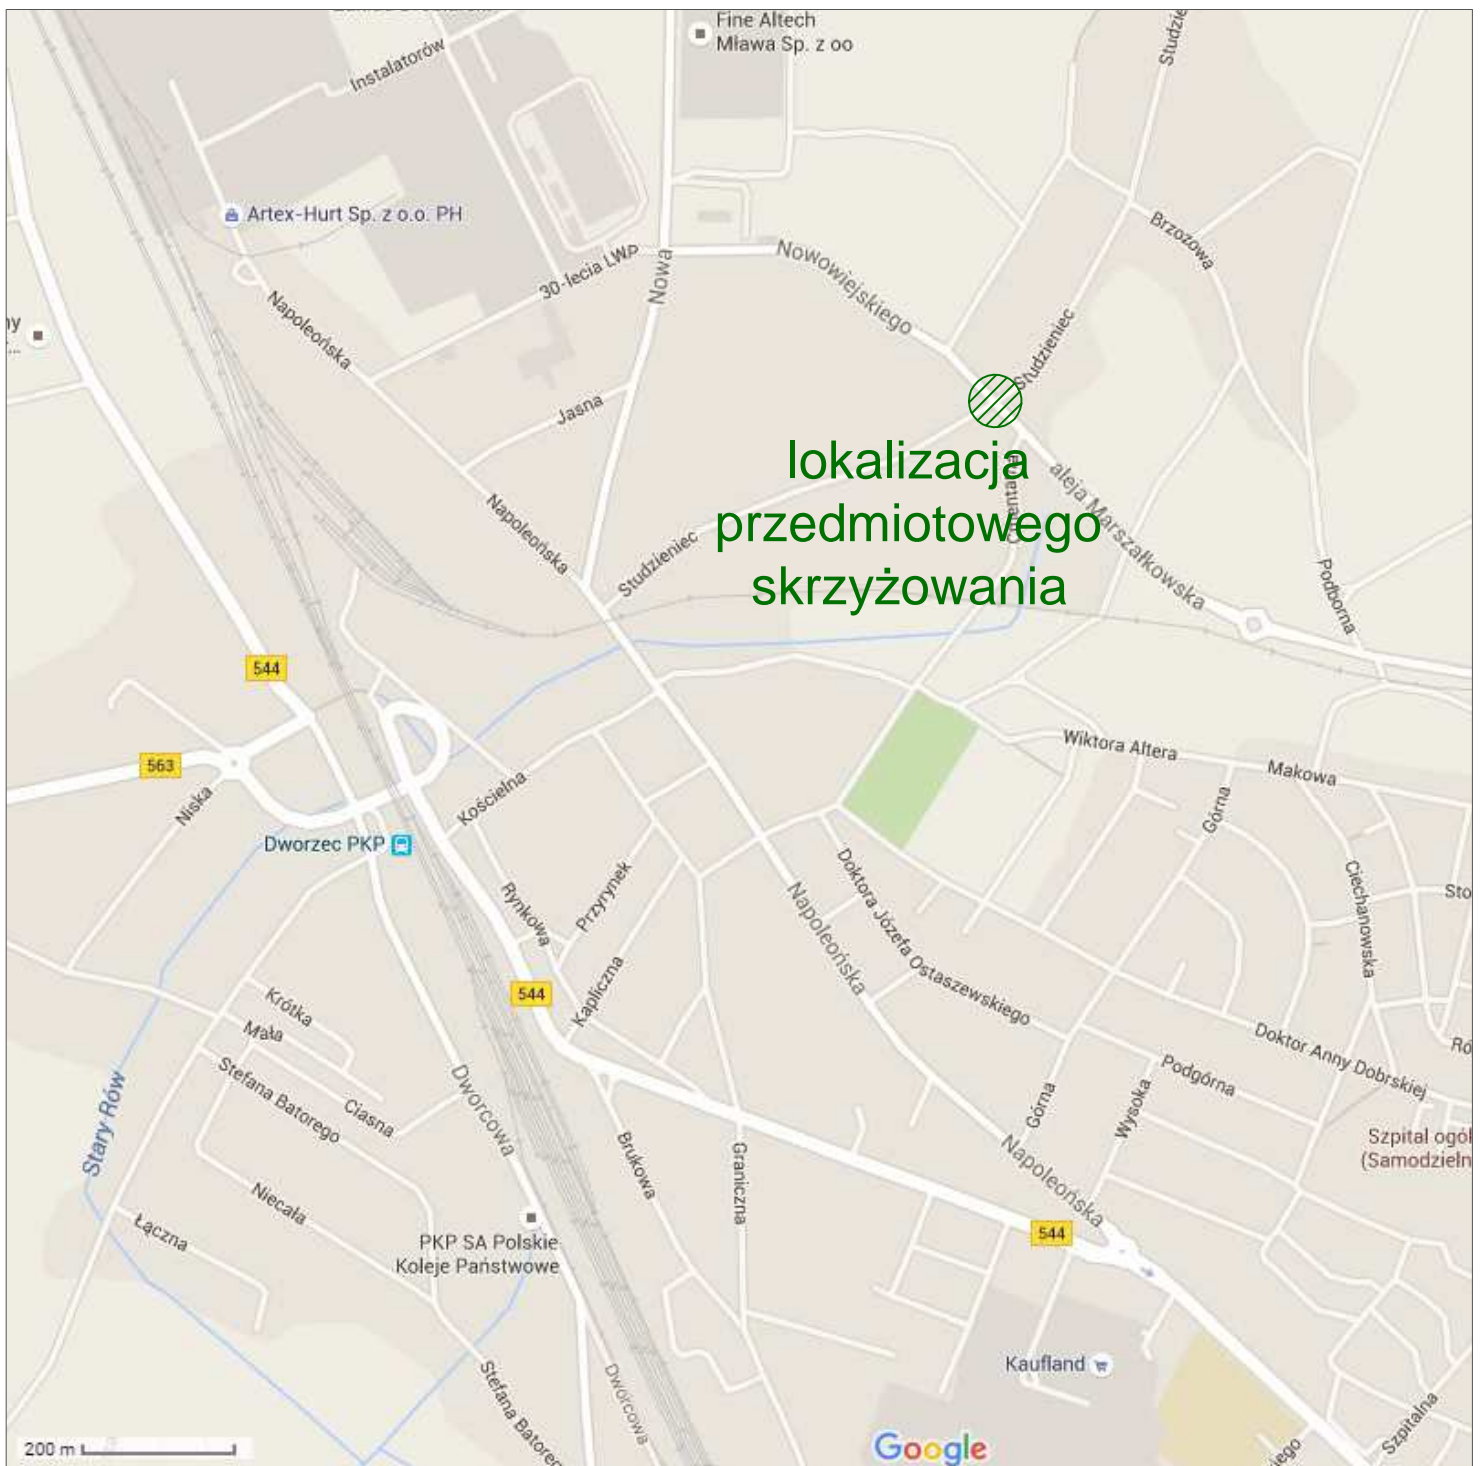 Fine Altech
Mława Sp. z oo
Instalatorów
Artex-Hurt Sp. z o.o. PH
30-lecia LWP
Nowa
Nowowiejskiego
Brzozowa
Napoleońska
Studzieniec
Jasna
lokalizacja
przedmiotowego
skrzyżowania
aleja Marszałkowska
Napoleońska
Studzieniec
Podborna
544
563
Niska
Kościelna
Wiktora Altera
Makowa
Górna
Dworzec PKP
Ciechanowska
Rynkowa
Przyrynek
Napoleońska
Doktora Józefa Ostaszewskiego
544
Kapliczna
Krótka
Mała
Stefana Batorego
Ciasna
Dworcowa
Doktor Anny Dobrskiej
Podgórna
Górna
Wysoka
Stary Rów
Brukowa
Graniczna
Napoleońska
Szpital ogól
(Samodzieln
Niecała
Łączna
PKP SA Polskie
Koleje Państwowe
544
Kaufland
Dworcowa
Stefana Batorego
Szpitalna
200 m
Google